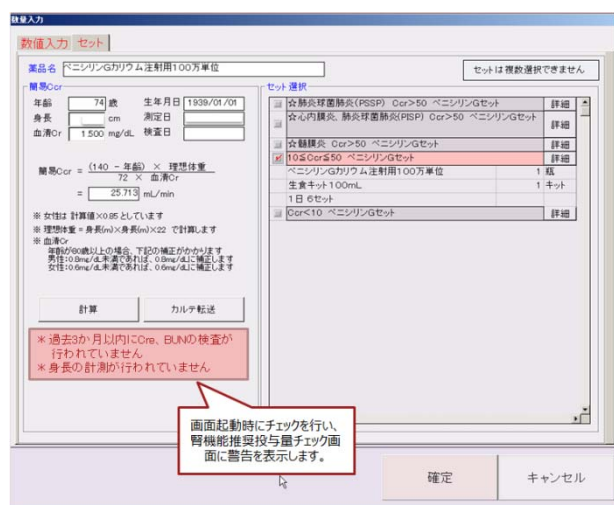 数量入力
数値入力 セット
薬品名 ペニシリンGカリウム注射用100万単位
セットは複数選択できません
簡易Ccr
年齢 74 歳 生年月日 1939/01/01
身長 cm 測定日
血清Cr 1.500 mg/dL 検査日
簡易Ccr = (140 － 年齢) × 理想体重
72 × 血清Cr
= 25.713 mL/min
※ 女性は 計算値×0.85 としています
※ 理想体重 = 身長(m)×身長(m)×22 で計算します
※ 血清Cr
年齢が60歳以上の場合、下記の補正がかかります
男性:0.8mg/dL未満であれば、0.8mg/dLに補正します
女性:0.6mg/dL未満であれば、0.6mg/dLに補正します
計算 カルテ転送
＊過去3か月以内にCre、BUNの検査が
行われていません
＊身長の計測が行われていません
セット選択
☆肺炎球菌肺炎(PSSP) Ccr>50 ペニシリンGセット 詳細
☆心内膜炎、肺炎球菌肺炎(PISP) Ccr>50 ペニシリンGセット 詳細
☆髄膜炎 Ccr>50 ペニシリンGセット 詳細
10≦Ccr≦50 ペニシリンGセット 詳細
ペニシリンGカリウム注射用100万単位 1 瓶
生食キット100mL 1 キット
1日 6セット
Ccr<10 ペニシリンGセット 詳細
画面起動時にチェックを行い、
腎機能推奨投与量チェック画
面に警告を表示します。
確定 キャンセル